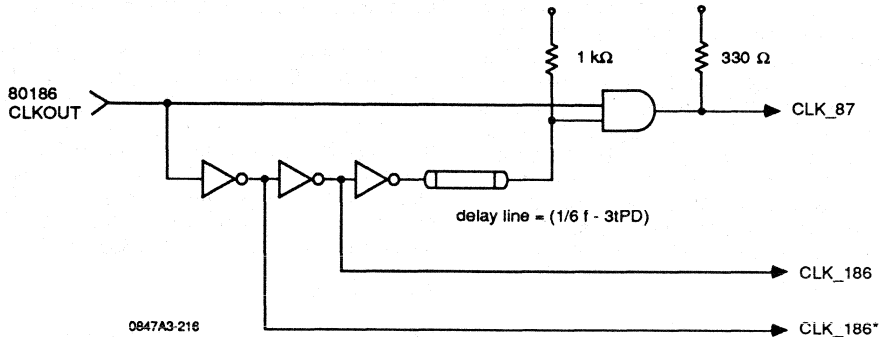 1 kΩ
330 Ω
80186
CLKOUT
CLK_87
delay line = (1/6 f - 3tPD)
CLK_186
0847A3-216
CLK_186*